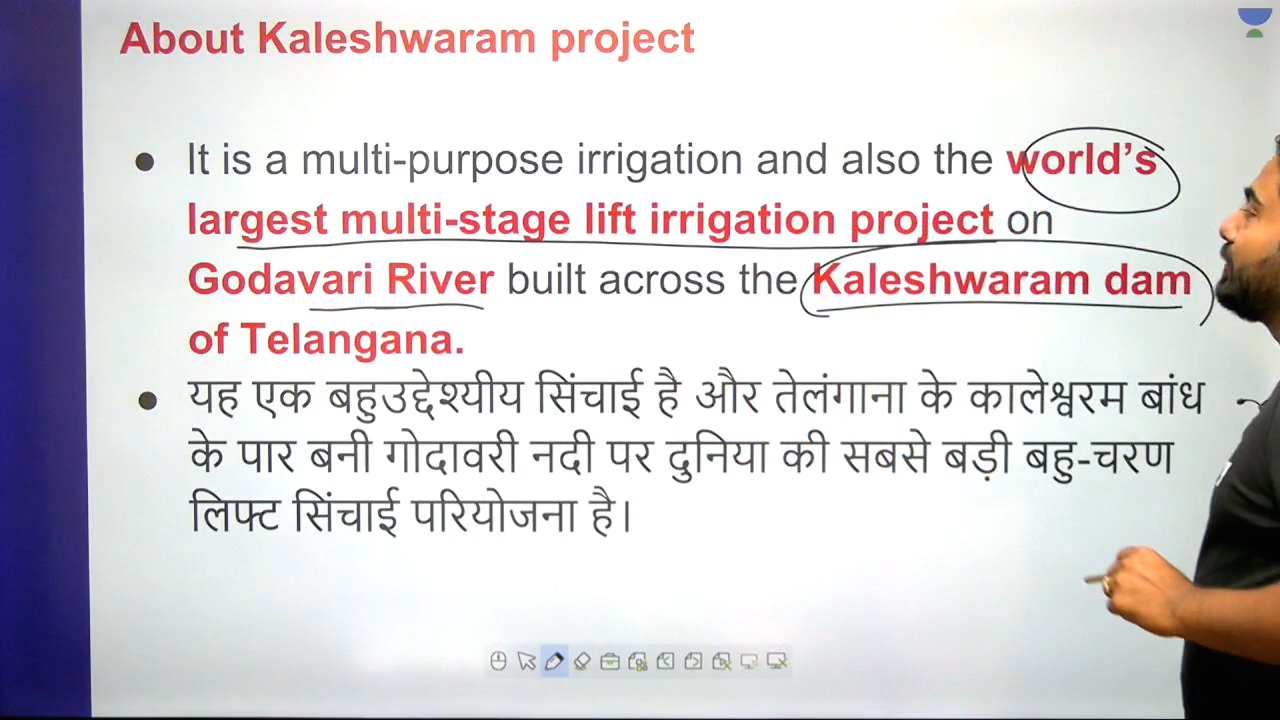 About Kaleshwaram project
● It is a multi-purpose irrigation and also the world’s
largest multi-stage lift irrigation project on
Godavari River built across the Kaleshwaram dam
of Telangana.
● यह एक बहुउद्देश्यीय सिंचाई है और तेलंगाना के कालेश्वरम बांध
के पार बनी गोदावरी नदी पर दुनिया की सबसे बड़ी बहु-चरण
लिफ्ट सिंचाई परियोजना है।